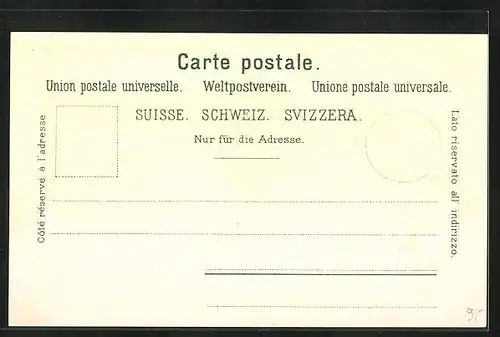 Carte postale.
Union postale universelle. Weltpostverein. Unione postale universale.
SUISSE. SCHWEIZ. SVIZZERA.
Nur für die Adresse.
Côté réservé à l'adresse
Lato riservato all' indirizzo.
9,-